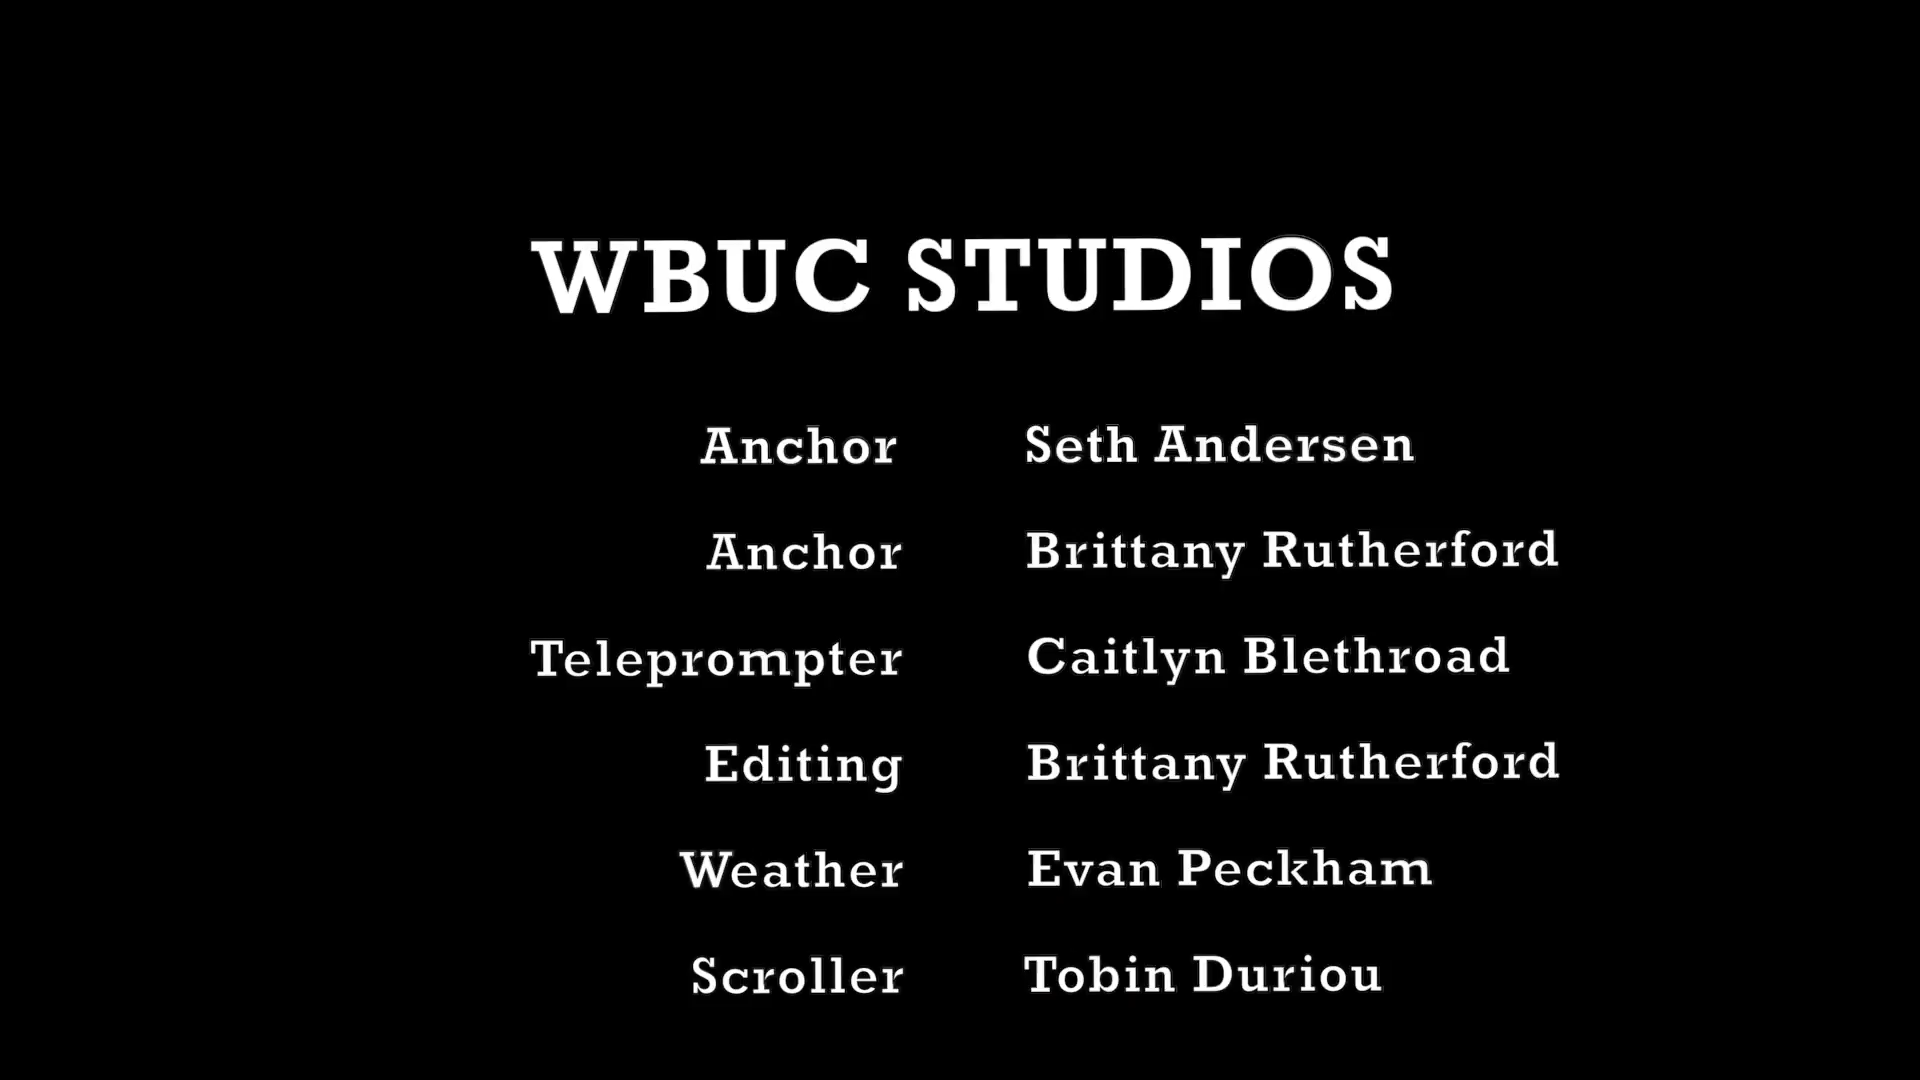 WBUC STUDIOS
Anchor Seth Andersen
Anchor Brittany Rutherford
Teleprompter Caitlyn Blethroad
Editing Brittany Rutherford
Weather Evan Peckham
Scroller Tobin Duriou